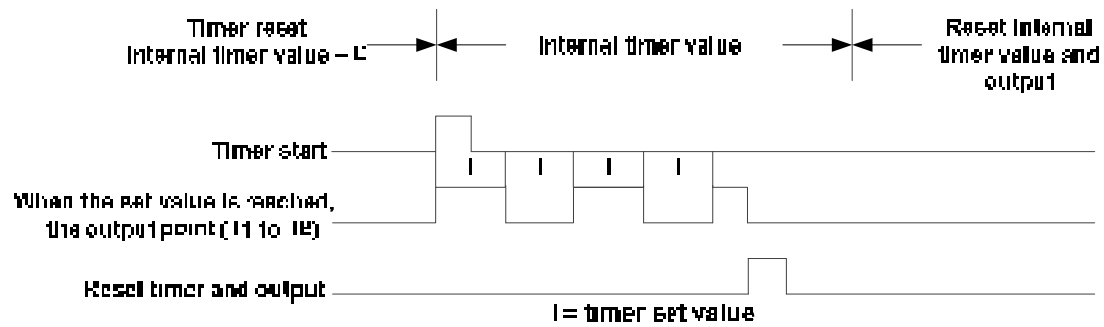 Timer reset
Internal timer value
Internal timer value
Reset internal
timer value and
output
Timer start
I I I I
When the set value is reached,
the output point ( to )
Reset timer and output
I = timer set value